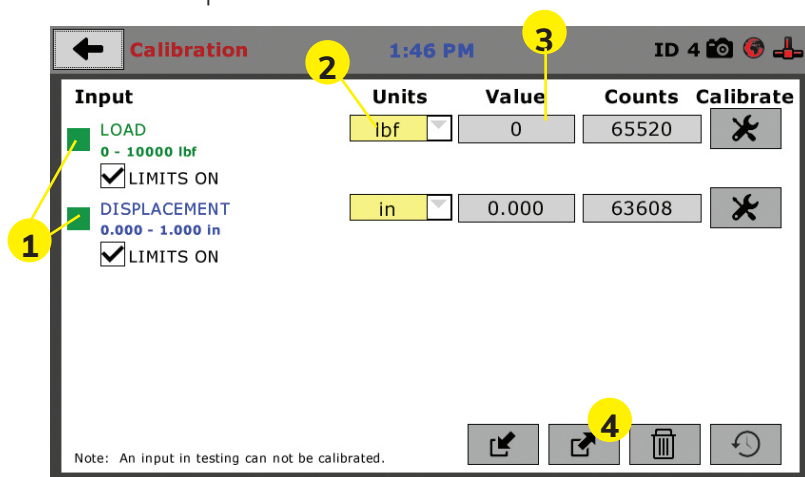 Calibration 1:46 PM ID 4
3
2
Input Units Value Counts Calibrate
LOAD lbf 0 65520
0 - 10000 lbf
LIMITS ON
DISPLACEMENT in 0.000 63608
0.000 - 1.000 in
1
LIMITS ON
4
Note: An input in testing can not be calibrated.